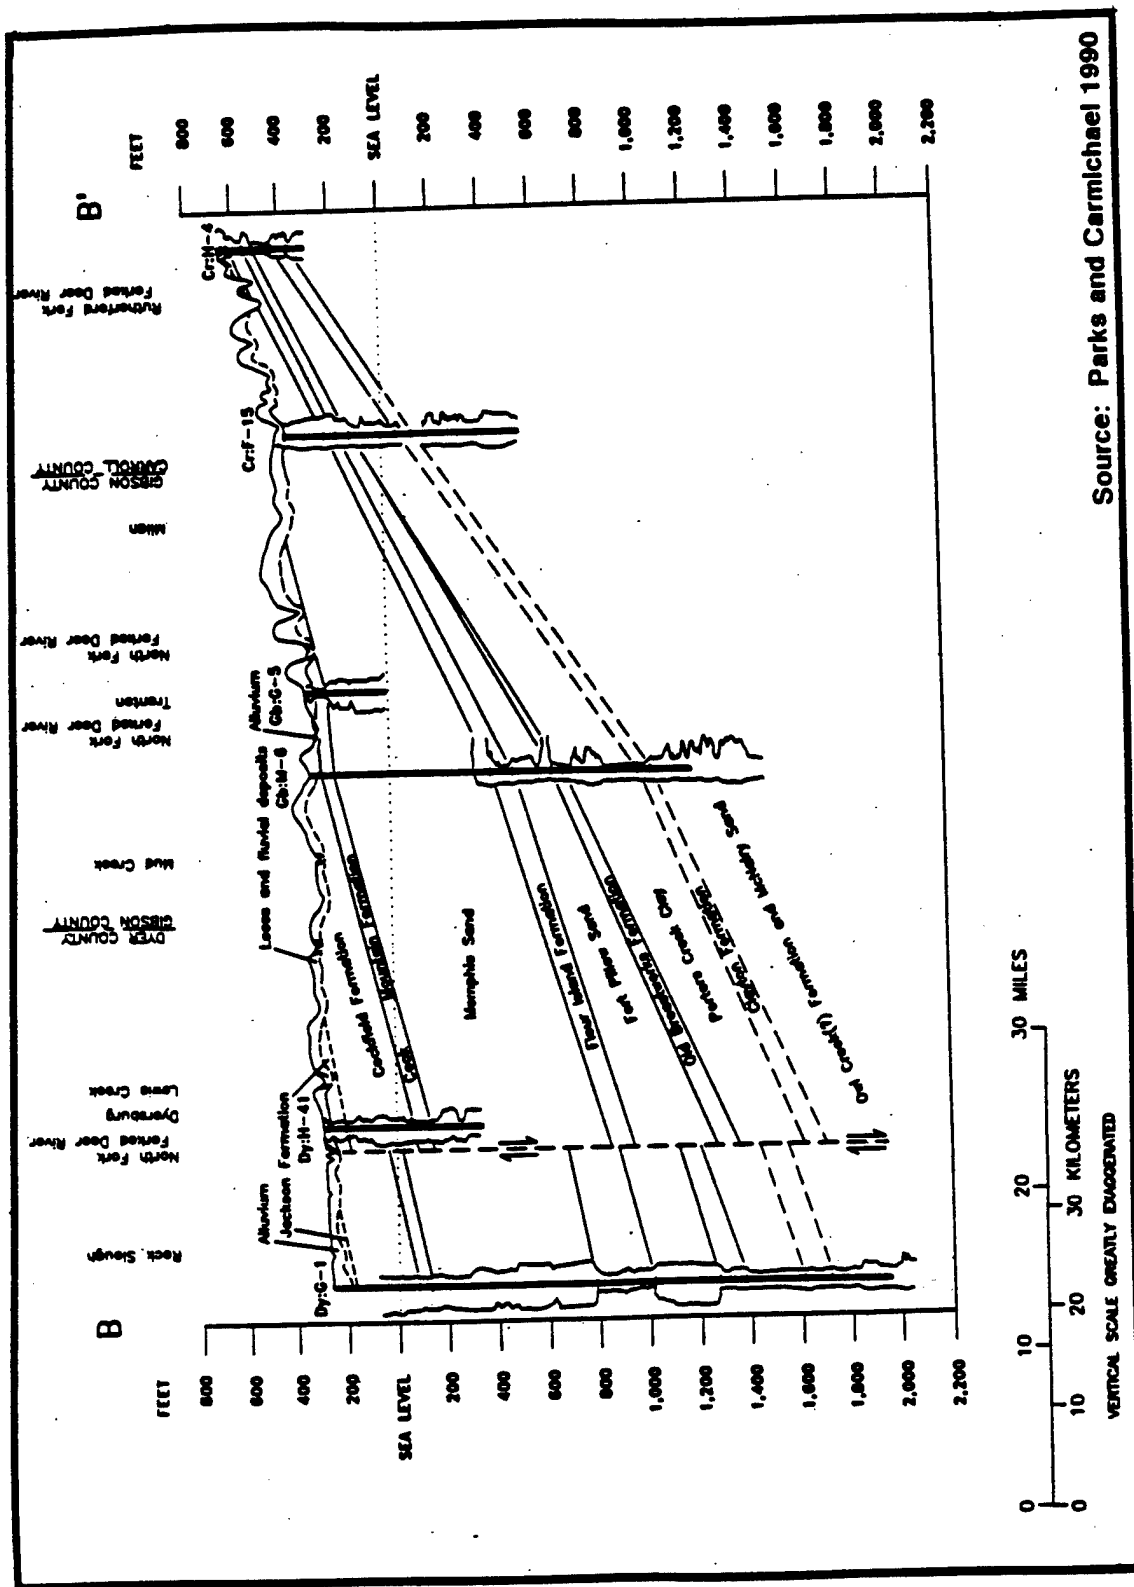 B
B'
FEET
FEET
Rock Slough
North Fork
Forked Deer
River
Dyersburg
Lewis Creek
DYER COUNTY
GIBSON COUNTY
Mud Creek
North Fork
Forked Deer
River
Trenton
North Fork
Forked Deer River
Milan
GIBSON COUNTY
CARROLL COUNTY
Rutherford Fork
Forked Deer River
Dy:G-1
Alluvium
Jackson Formation
Dy:H-41
Loess and fluvial deposits
Gb:M-6
Alluvium
Gb:G-5
Cr:F-15
Cr:H-4
800
600
400
200
SEA LEVEL
200
400
600
800
1,000
1,200
1,400
1,600
1,800
2,000
2,200
800
600
400
200
SEA LEVEL
200
400
600
800
1,000
1,200
1,400
1,600
1,800
2,000
2,200
Cockfield Formation
Cook Mountain Formation
Memphis Sand
Flour Island Formation
Fort Pillow Sand
Old Breastworks Formation
Porters Creek Clay
Clayton Formation
Owl Creek(?) Formation and McNairy Sand
0 10 20 30 MILES
0 10 20 30 KILOMETERS
VERTICAL SCALE GREATLY EXAGGERATED
Source: Parks and Carmichael 1990